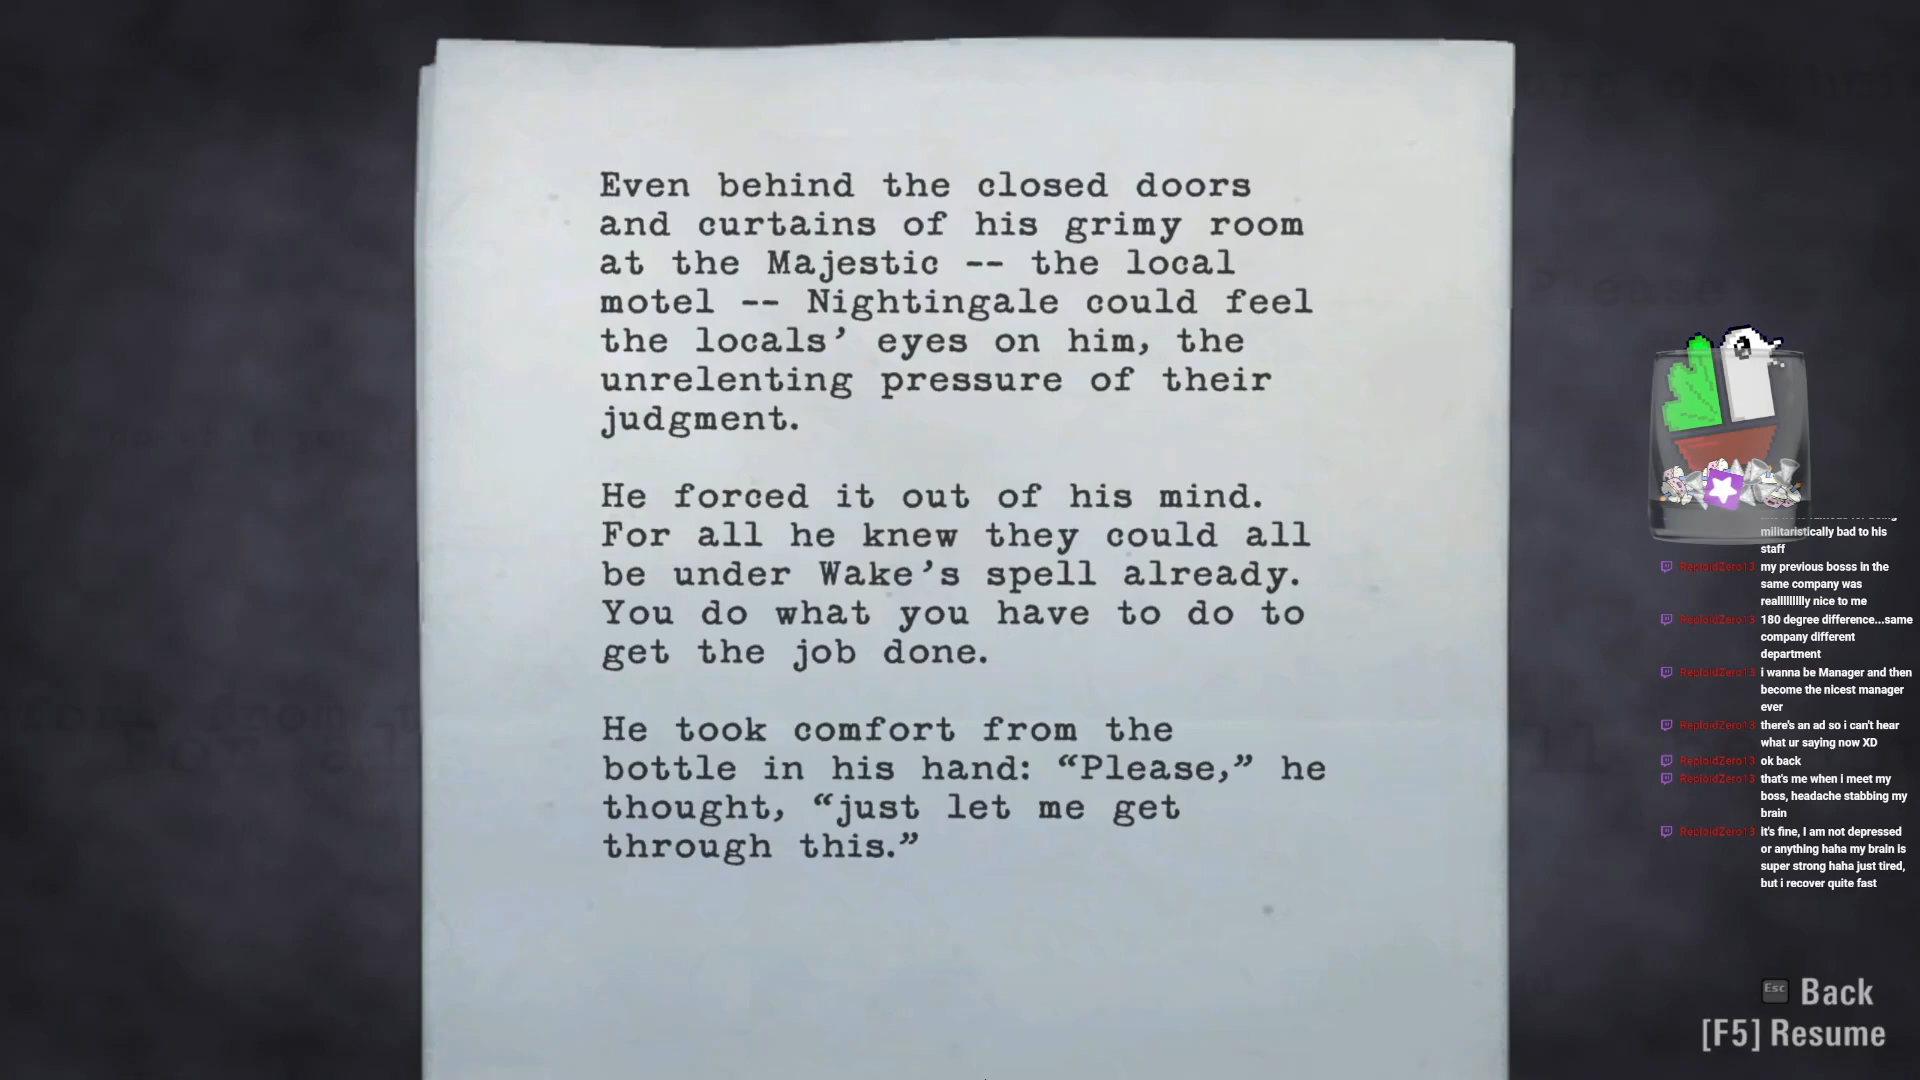 Even behind the closed doors
and curtains of his grimy room
at the Majestic -- the local
motel -- Nightingale could feel
the locals’ eyes on him, the
unrelenting pressure of their
judgment.
He forced it out of his mind.
For all he knew they could all
be under Wake’s spell already.
You do what you have to do to
get the job done.
He took comfort from the
bottle in his hand: “Please,” he
thought, “just let me get
through this.”
militaristically bad to his
staff
ReploidZero13 my previous bosss in the
same company was
reallllllllly nice to me
ReploidZero13 180 degree difference...same
company different
department
ReploidZero13 i wanna be Manager and then
become the nicest manager
ever
ReploidZero13 there's an ad so i can't hear
what ur saying now XD
ReploidZero13 ok back
ReploidZero13 that's me when i meet my
boss, headache stabbing my
brain
ReploidZero13 it's fine, I am not depressed
or anything haha my brain is
super strong haha just tired,
but i recover quite fast
Esc Back
[F5] Resume